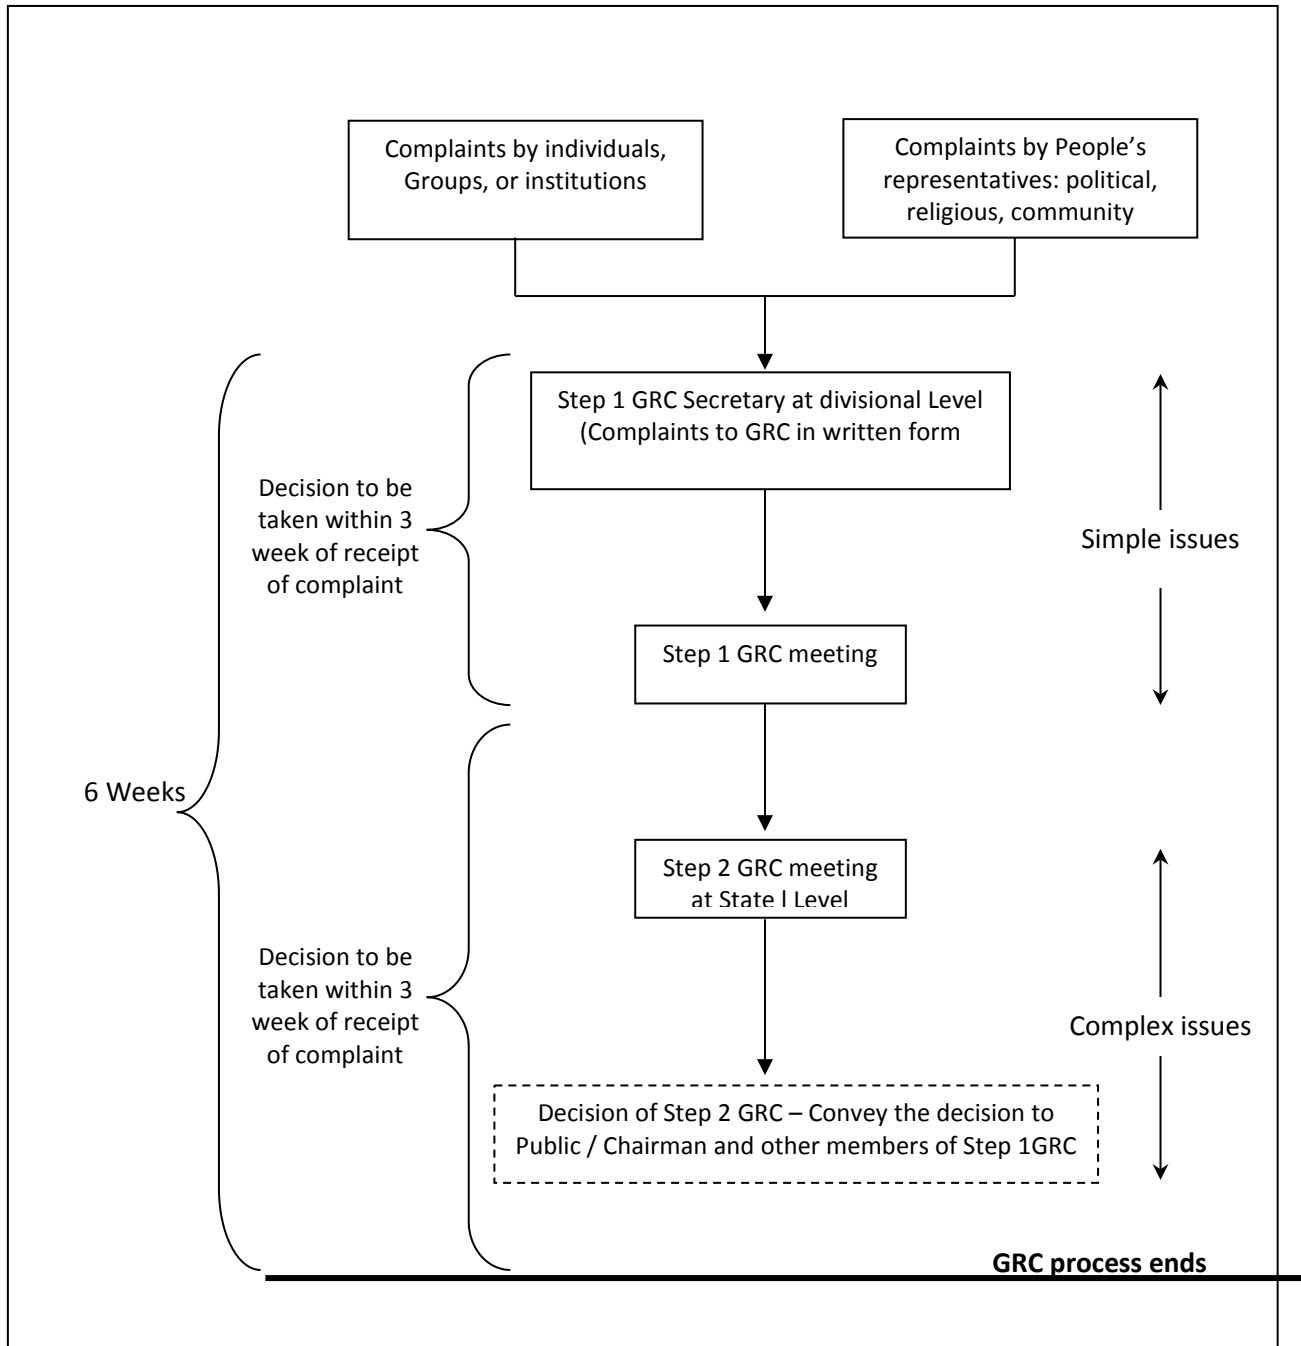 Complaints by individuals,
Groups, or institutions
Complaints by People’s
representatives: political,
religious, community
Step 1 GRC Secretary at divisional Level
(Complaints to GRC in written form
Decision to be
taken within 3
week of receipt
of complaint
Simple issues
Step 1 GRC meeting
6 Weeks
Step 2 GRC meeting
at State l Level
Decision to be
taken within 3
week of receipt
of complaint
Complex issues
Decision of Step 2 GRC – Convey the decision to
Public / Chairman and other members of Step 1GRC
GRC process ends